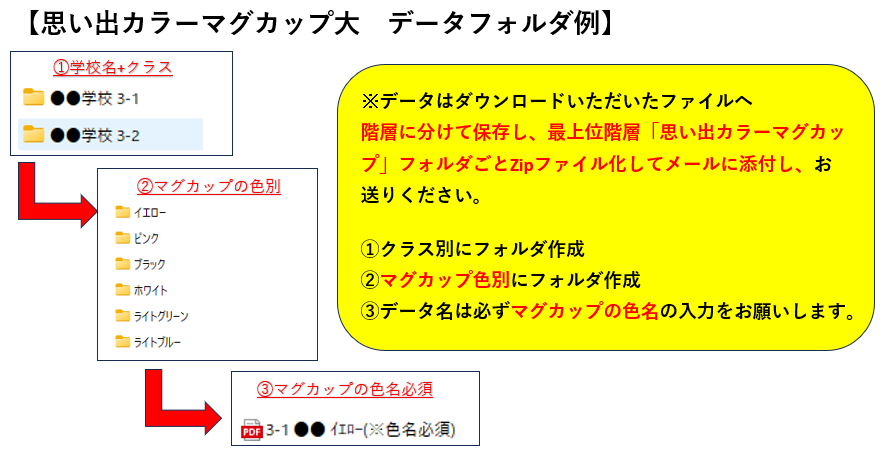 【思い出カラーマグカップ大　データフォルダ例】
①学校名+クラス
●●学校 3-1
●●学校 3-2
②マグカップの色別
イエロー
ピンク
ブラック
ホワイト
ライトグリーン
ライトブルー
③マグカップの色名必須
PDF 3-1 ●● ｲｴﾛｰ(※色名必須)
※データはダウンロードいただいたファイルへ
階層に分けて保存し、最上位階層「思い出カラーマグカッ
プ」フォルダごとZipファイル化してメールに添付し、お
送りください。
①クラス別にフォルダ作成
②マグカップ色別にフォルダ作成
③データ名は必ずマグカップの色名の入力をお願いします。